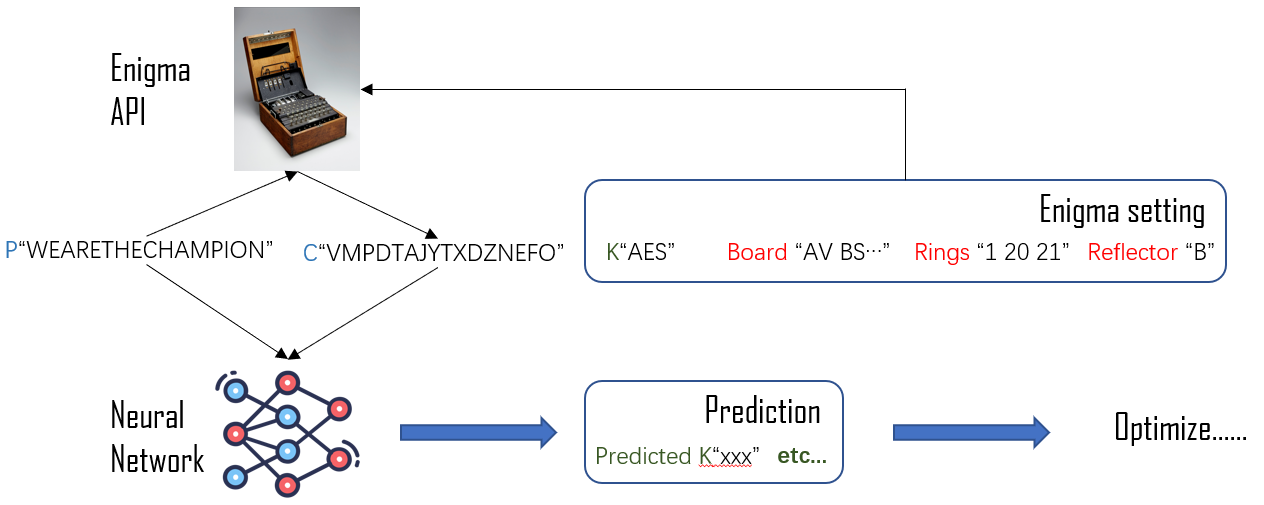 Enigma
API
Enigma setting
P“WEARETHECHAMPION” C“VMPDTAJYTXDZNEFO” K“AES” Board “AV BS···” Rings “1 20 21” Reflector “B”
Neural
Network
Prediction
Predicted K“xxx” etc...
Optimize......